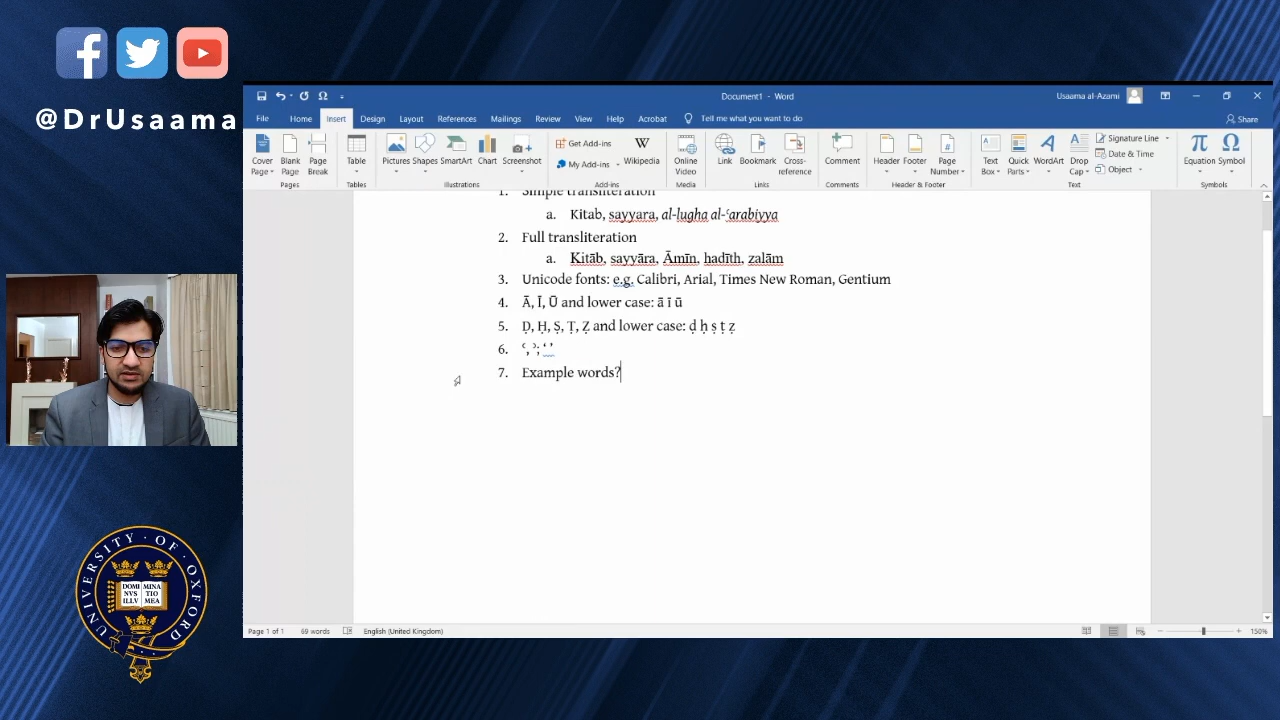 @DrUsaama
Document1 - Word
Usaama al-Azami
File Home Insert Design Layout References Mailings Review View Help Acrobat Tell me what you want to do Share
Cover Page Blank Page Page Break Table Pictures Shapes SmartArt Chart Screenshot Get Add-ins My Add-ins Wikipedia Online Video Link Bookmark Cross-reference Comment Header Footer Page Number Text Box Quick Parts WordArt Drop Cap Signature Line Date & Time Object Equation Symbol
Pages Tables Illustrations Add-ins Media Links Comments Header & Footer Text Symbols
1. Simple transliteration
a. Kitab, sayyara, al-lugha al-ʿarabiyya
2. Full transliteration
a. Kitāb, sayyāra, Āmīn, ḥadīth, ẓalām
3. Unicode fonts: e.g. Calibri, Arial, Times New Roman, Gentium
4. Ā, Ī, Ū and lower case: ā ī ū
5. Ḍ, Ḥ, Ṣ, Ṭ, Ẓ and lower case: ḍ ḥ ṣ ṭ ẓ
6. ʿ, ʾ; ‘ ’
7. Example words?
Page 1 of 1 69 words English (United Kingdom) 150%
UNIVERSITY · OF · OXFORD
DOMI MINA
NVS TIO
ILLV MEA